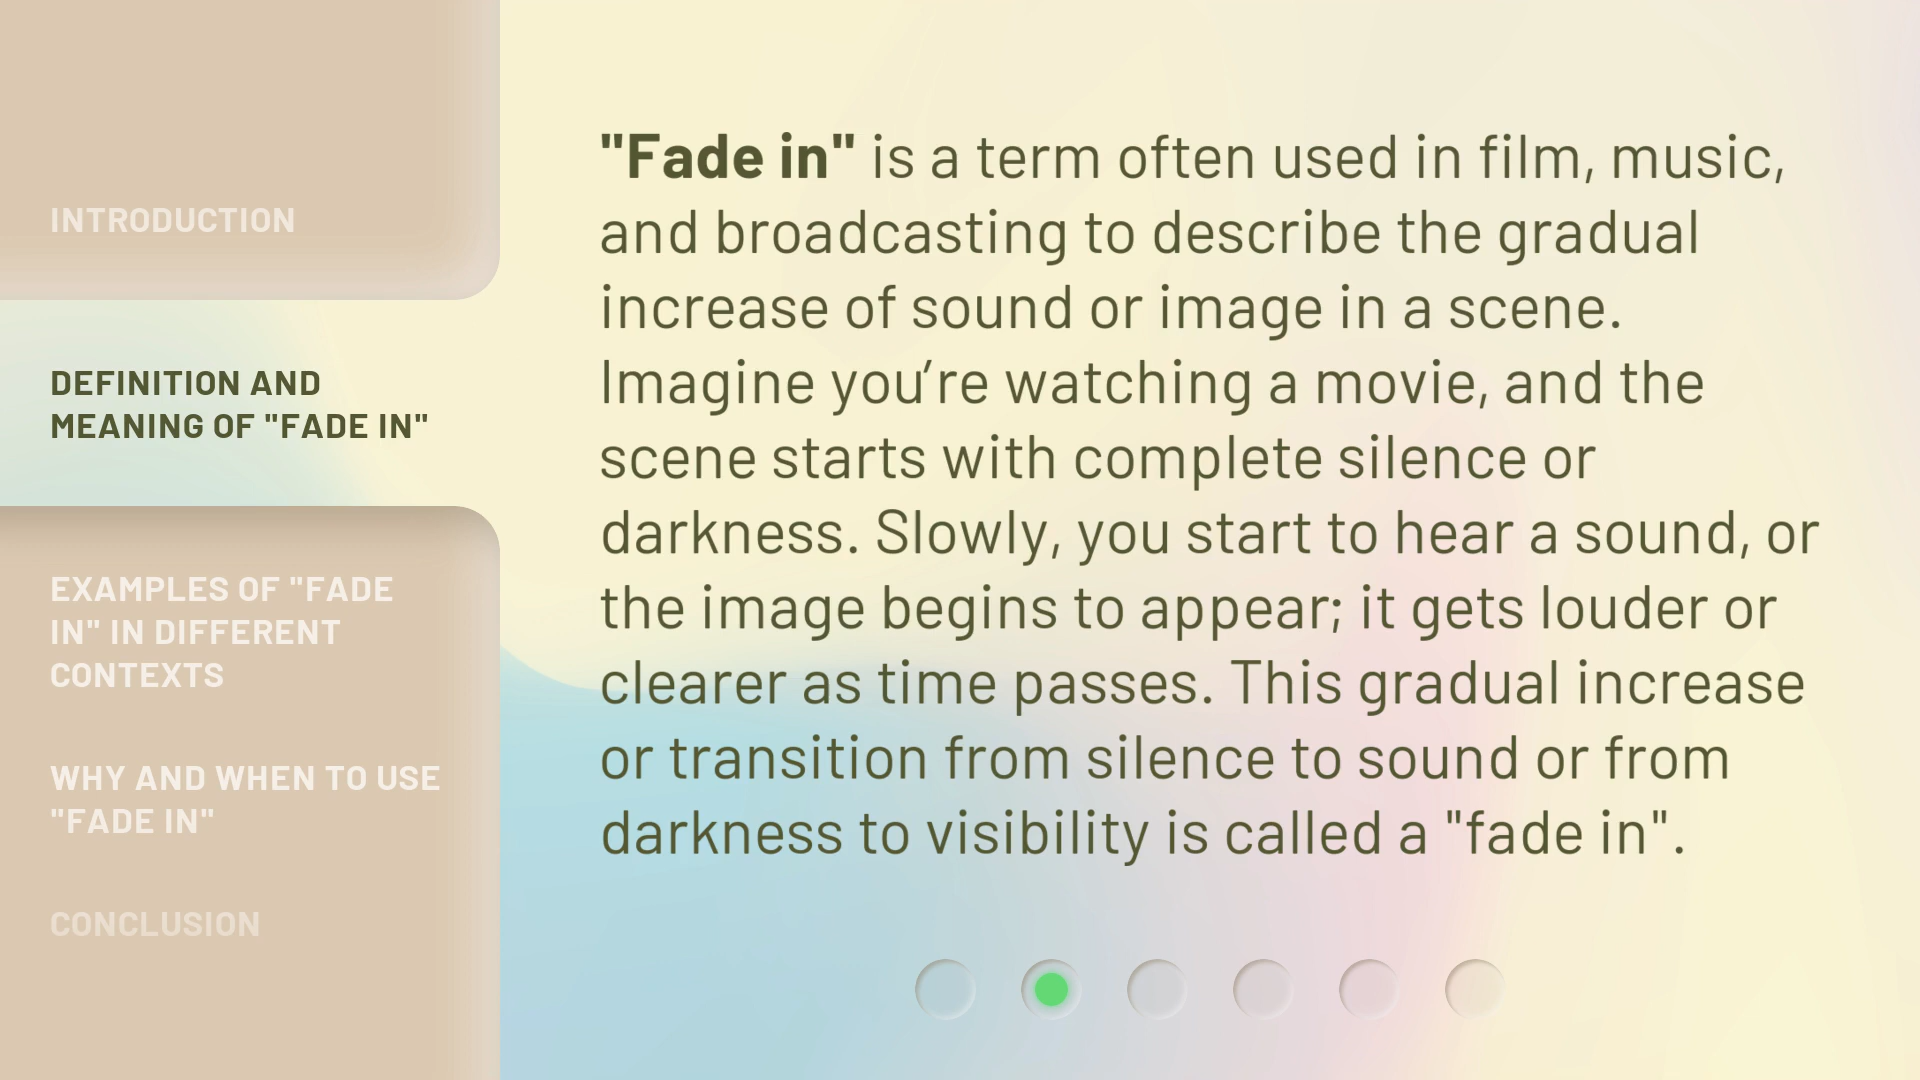 INTRODUCTION
DEFINITION AND
MEANING OF "FADE IN"
EXAMPLES OF "FADE
IN" IN DIFFERENT
CONTEXTS
WHY AND WHEN TO USE
"FADE IN"
CONCLUSION
"Fade in" is a term often used in film, music,
and broadcasting to describe the gradual
increase of sound or image in a scene.
Imagine you’re watching a movie, and the
scene starts with complete silence or
darkness. Slowly, you start to hear a sound, or
the image begins to appear; it gets louder or
clearer as time passes. This gradual increase
or transition from silence to sound or from
darkness to visibility is called a "fade in".